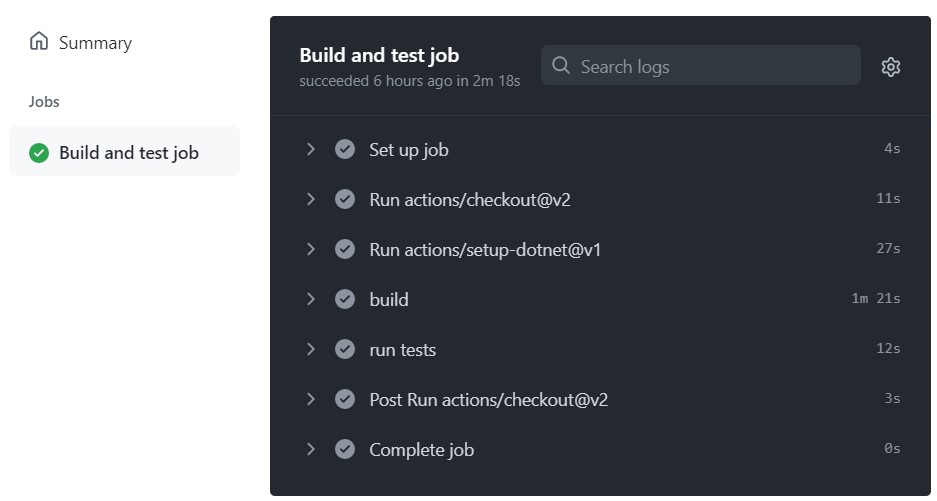 Summary
Jobs
Build and test job
Build and test job
succeeded 6 hours ago in 2m 18s
Search logs
Set up job 4s
Run actions/checkout@v2 11s
Run actions/setup-dotnet@v1 27s
build 1m 21s
run tests 12s
Post Run actions/checkout@v2 3s
Complete job 0s